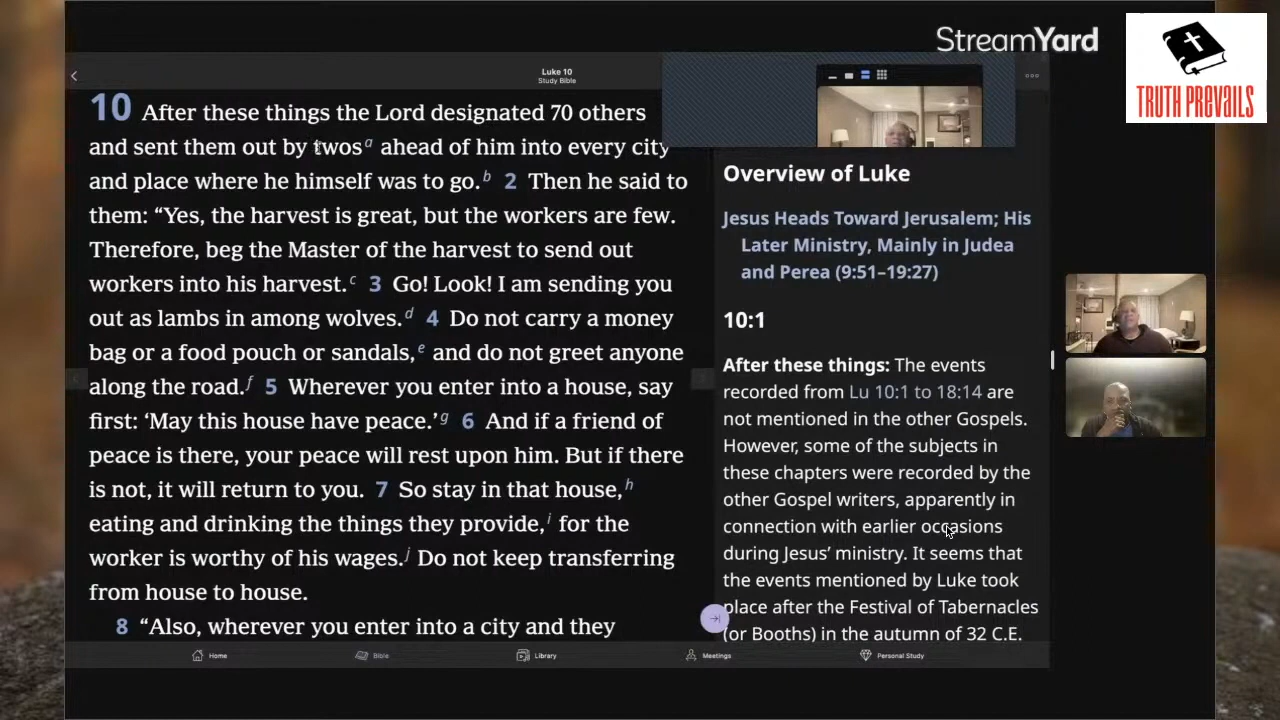 StreamYard
TRUTH PREVAILS
Luke 10
Study Bible
10 After these things the Lord designated 70 others
and sent them out by twos a ahead of him into every city
and place where he himself was to go. b 2 Then he said to
them: “Yes, the harvest is great, but the workers are few.
Therefore, beg the Master of the harvest to send out
workers into his harvest. c 3 Go! Look! I am sending you
out as lambs in among wolves. d 4 Do not carry a money
bag or a food pouch or sandals, e and do not greet anyone
along the road. f 5 Wherever you enter into a house, say
first: ‘May this house have peace.’ g 6 And if a friend of
peace is there, your peace will rest upon him. But if there
is not, it will return to you. 7 So stay in that house, h
eating and drinking the things they provide, i for the
worker is worthy of his wages. j Do not keep transferring
from house to house.
8 “Also, wherever you enter into a city and they
Overview of Luke
Jesus Heads Toward Jerusalem; His
Later Ministry, Mainly in Judea
and Perea (9:51–19:27)
10:1
After these things: The events
recorded from Lu 10:1 to 18:14 are
not mentioned in the other Gospels.
However, some of the subjects in
these chapters were recorded by the
other Gospel writers, apparently in
connection with earlier occasions
during Jesus’ ministry. It seems that
the events mentioned by Luke took
place after the Festival of Tabernacles
(or Booths) in the autumn of 32 C.E.
Home
Bible
Library
Meetings
Personal Study